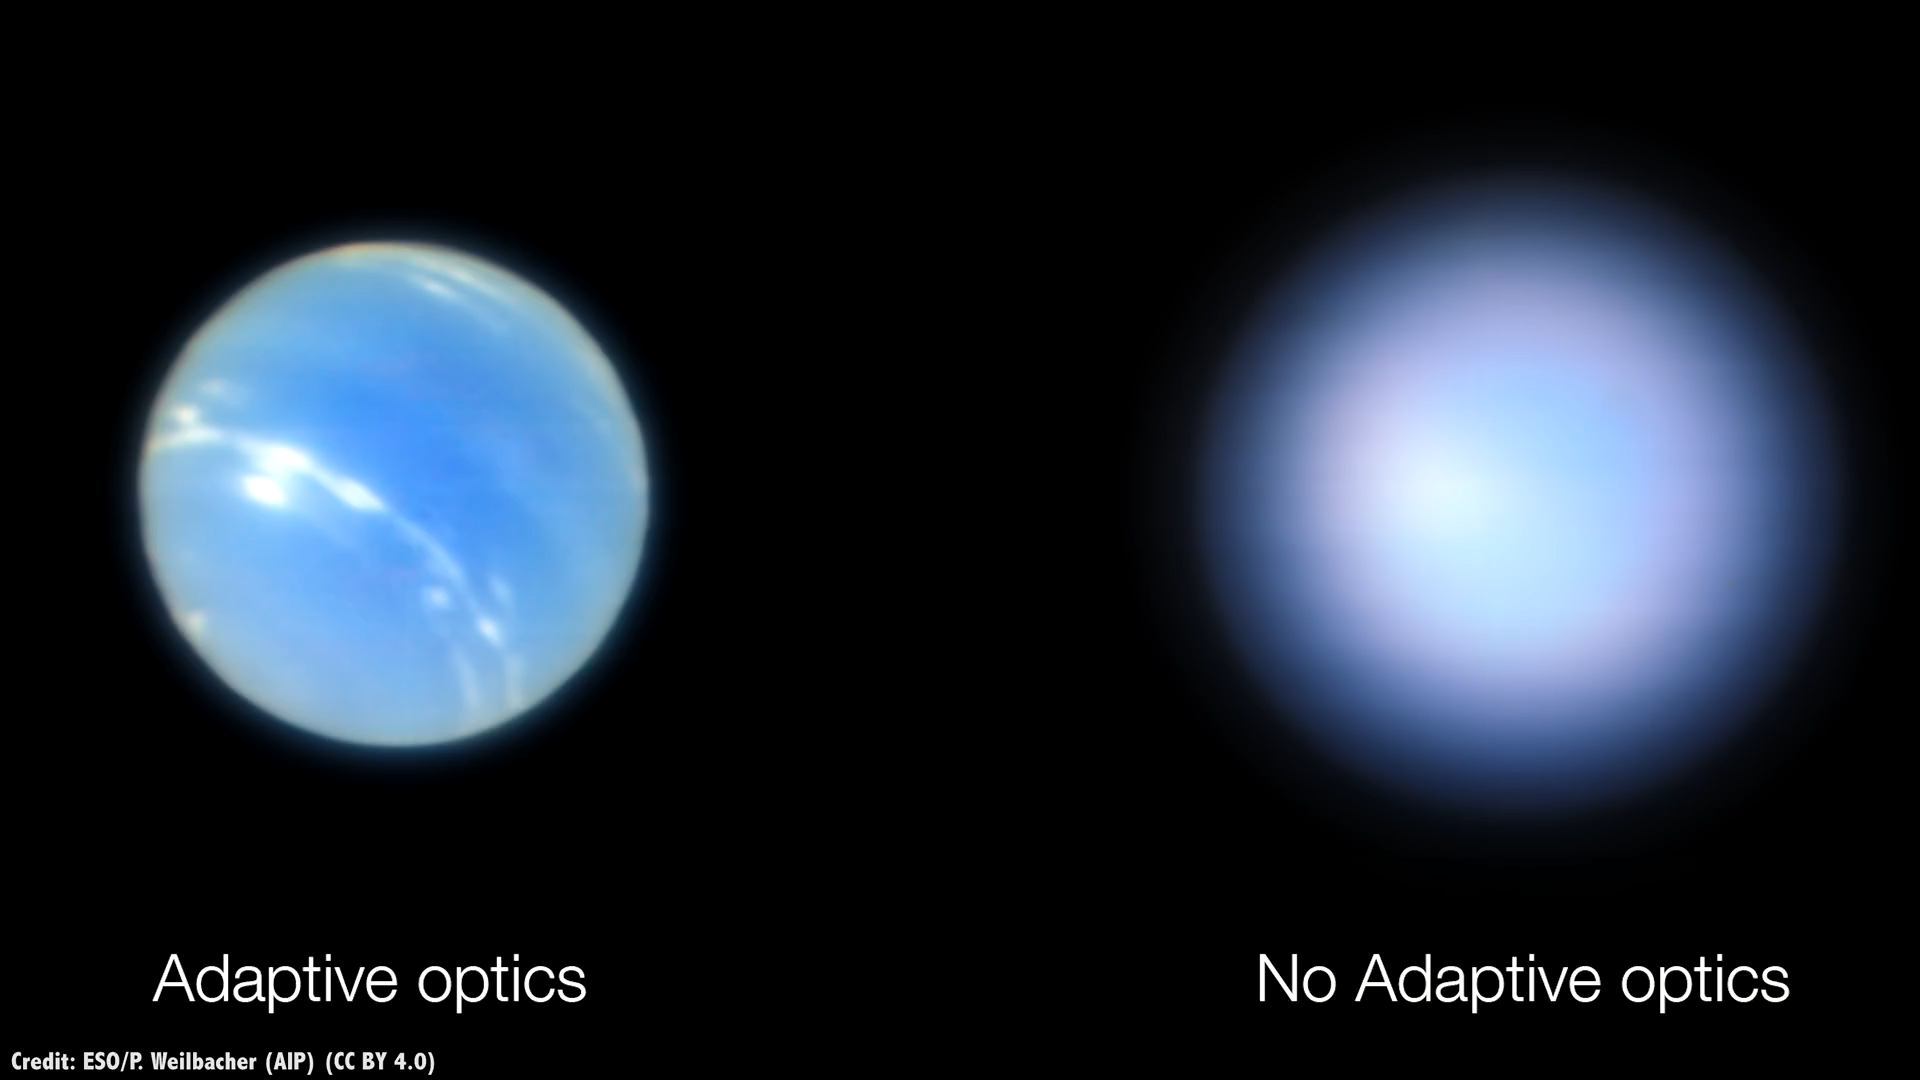 Adaptive optics
No Adaptive optics
Credit: ESO/P. Weilbacher (AIP) (CC BY 4.0)